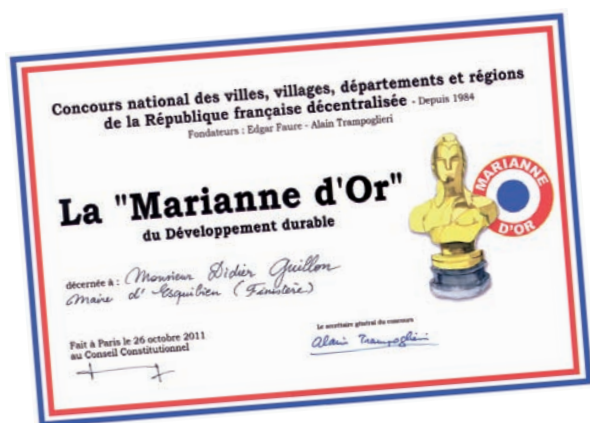 Concours national des villes, villages, départements et régions
de la République française décentralisée - Depuis 1984
Fondateurs : Edgar Faure - Alain Trampoglieri
La "Marianne d'Or"
du Développement durable
MARIANNE
D'OR
décernée à : Monsieur Didier Guillon
Maire d'Esquibien (Finistère)
Fait à Paris le 26 octobre 2011
au Conseil Constitutionnel
Le secrétaire général du concours
Alain Trampoglieri